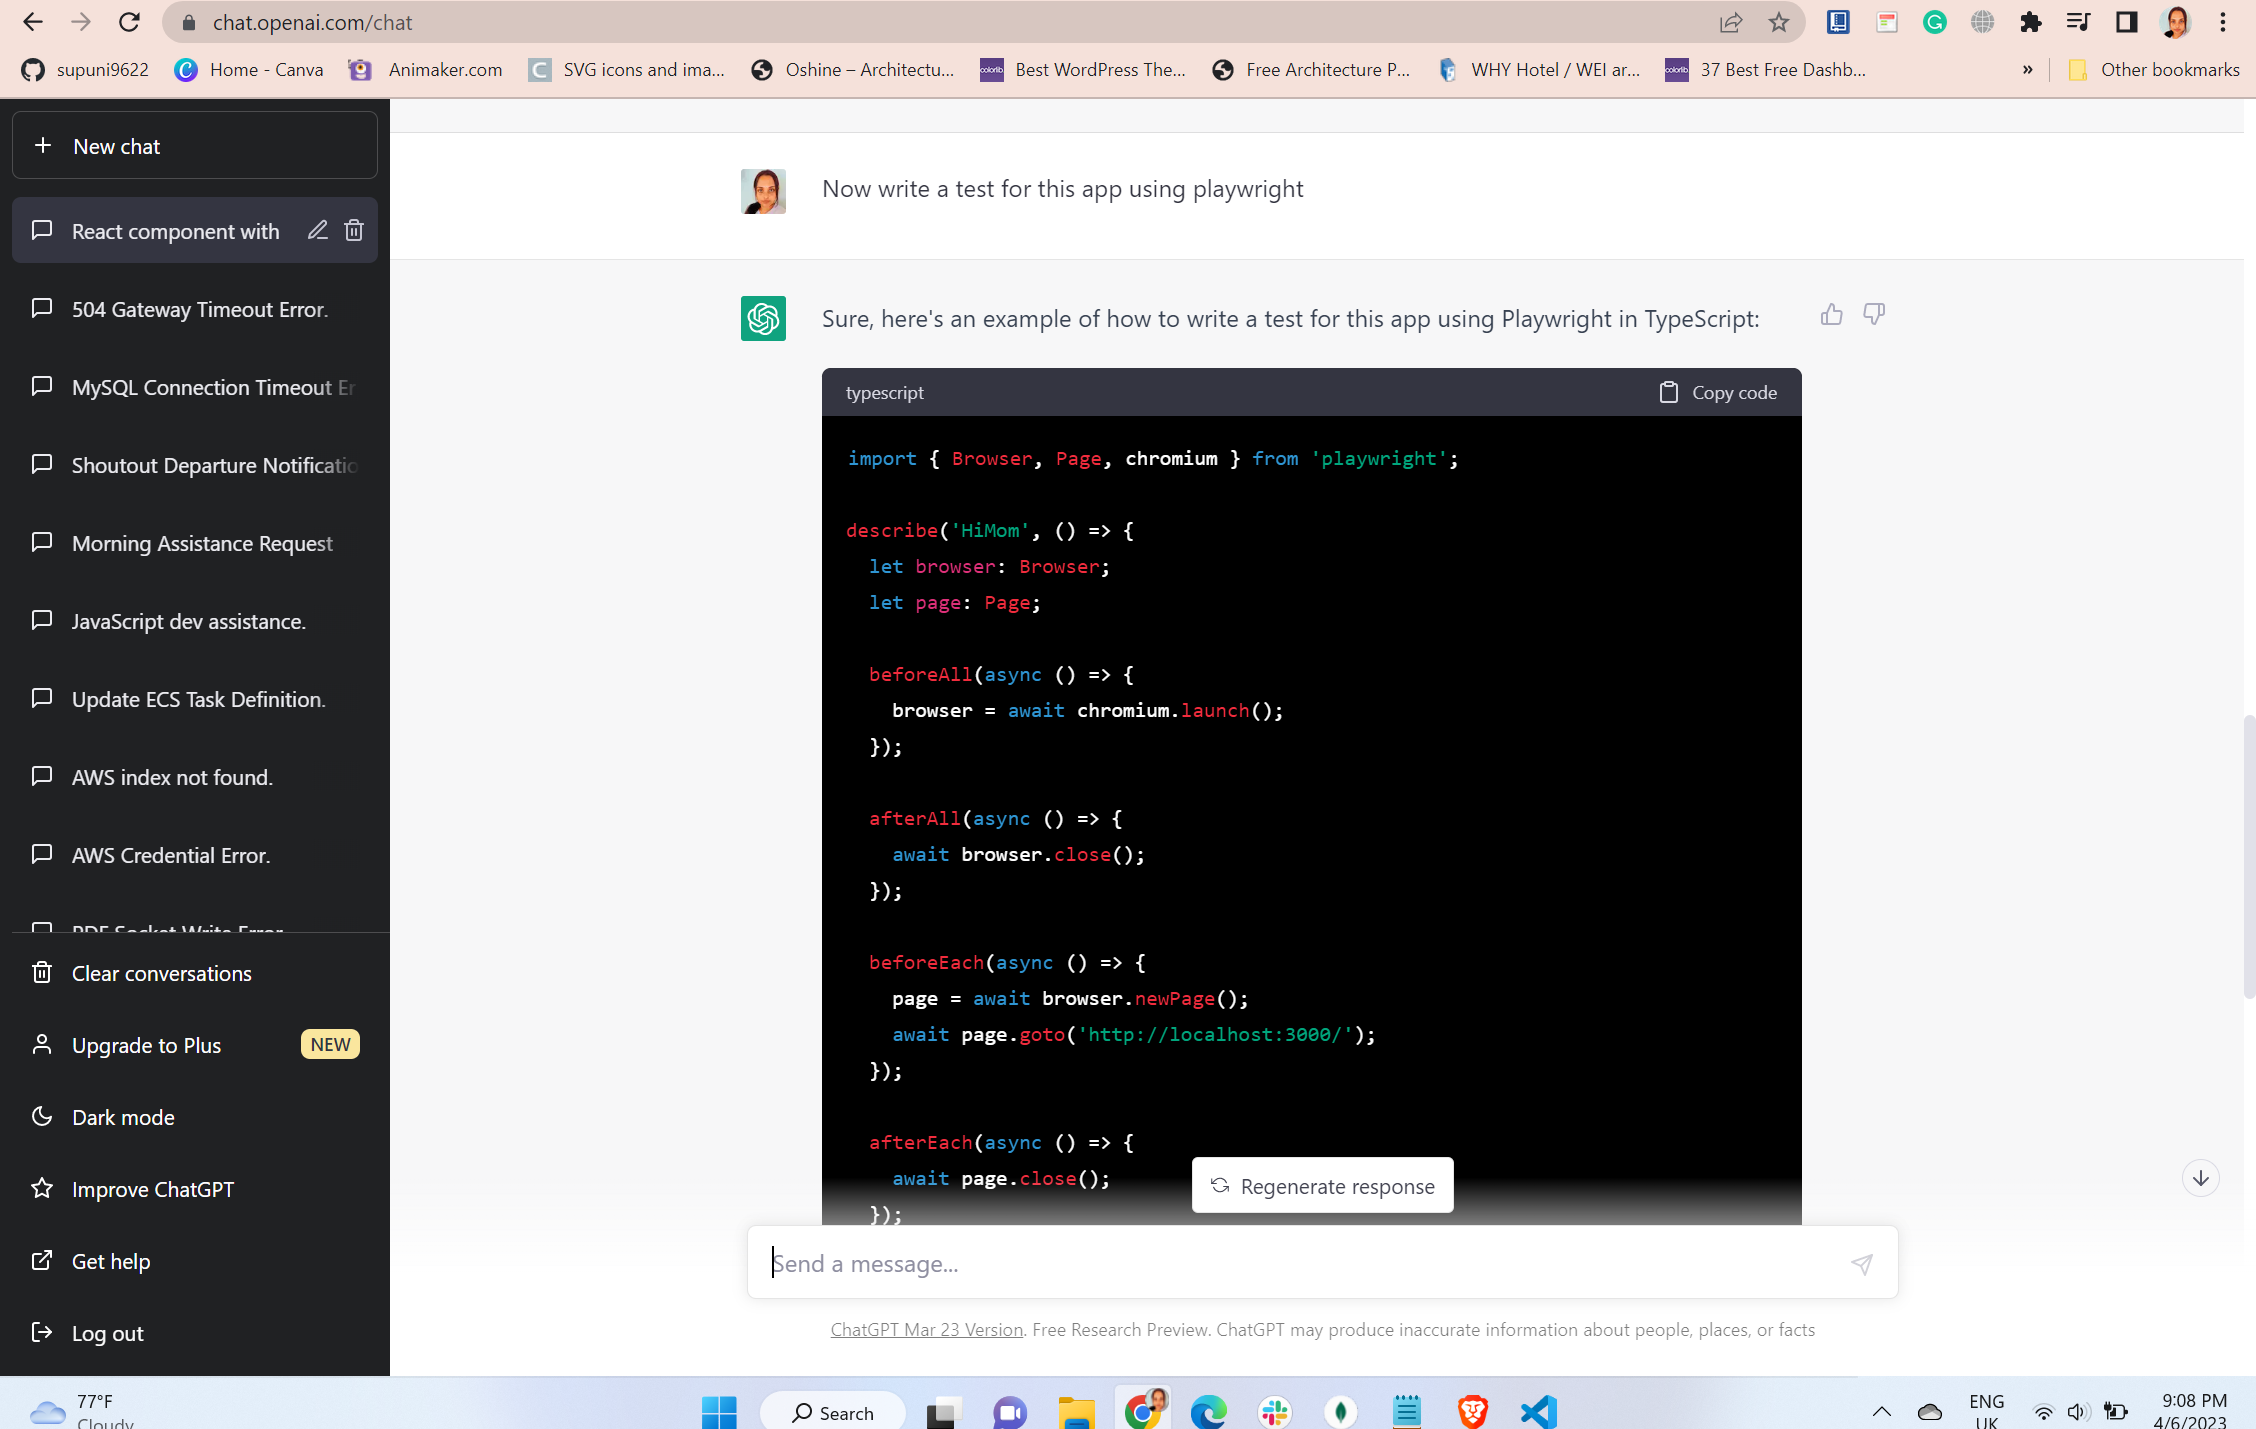 chat.openai.com/chat
supuni9622
Home - Canva
Animaker.com
SVG icons and ima...
Oshine – Architectu...
colorlib
Best WordPress The...
Free Architecture P...
WHY Hotel / WEI ar...
colorlib
37 Best Free Dashb...
»
Other bookmarks
+ New chat
React component with
504 Gateway Timeout Error.
MySQL Connection Timeout Er
Shoutout Departure Notificatio
Morning Assistance Request
JavaScript dev assistance.
Update ECS Task Definition.
AWS index not found.
AWS Credential Error.
PDF Socket Write Error
Clear conversations
Upgrade to Plus NEW
Dark mode
Improve ChatGPT
Get help
Log out
Now write a test for this app using playwright
Sure, here's an example of how to write a test for this app using Playwright in TypeScript:
typescript
Copy code
import { Browser, Page, chromium } from 'playwright';
describe('HiMom', () => {
let browser: Browser;
let page: Page;
beforeAll(async () => {
browser = await chromium.launch();
});
afterAll(async () => {
await browser.close();
});
beforeEach(async () => {
page = await browser.newPage();
await page.goto('http://localhost:3000/');
});
afterEach(async () => {
await page.close();
});
Regenerate response
Send a message...
ChatGPT Mar 23 Version. Free Research Preview. ChatGPT may produce inaccurate information about people, places, or facts
77°F
Cloudy
Search
ENG
UK
9:08 PM
4/6/2023